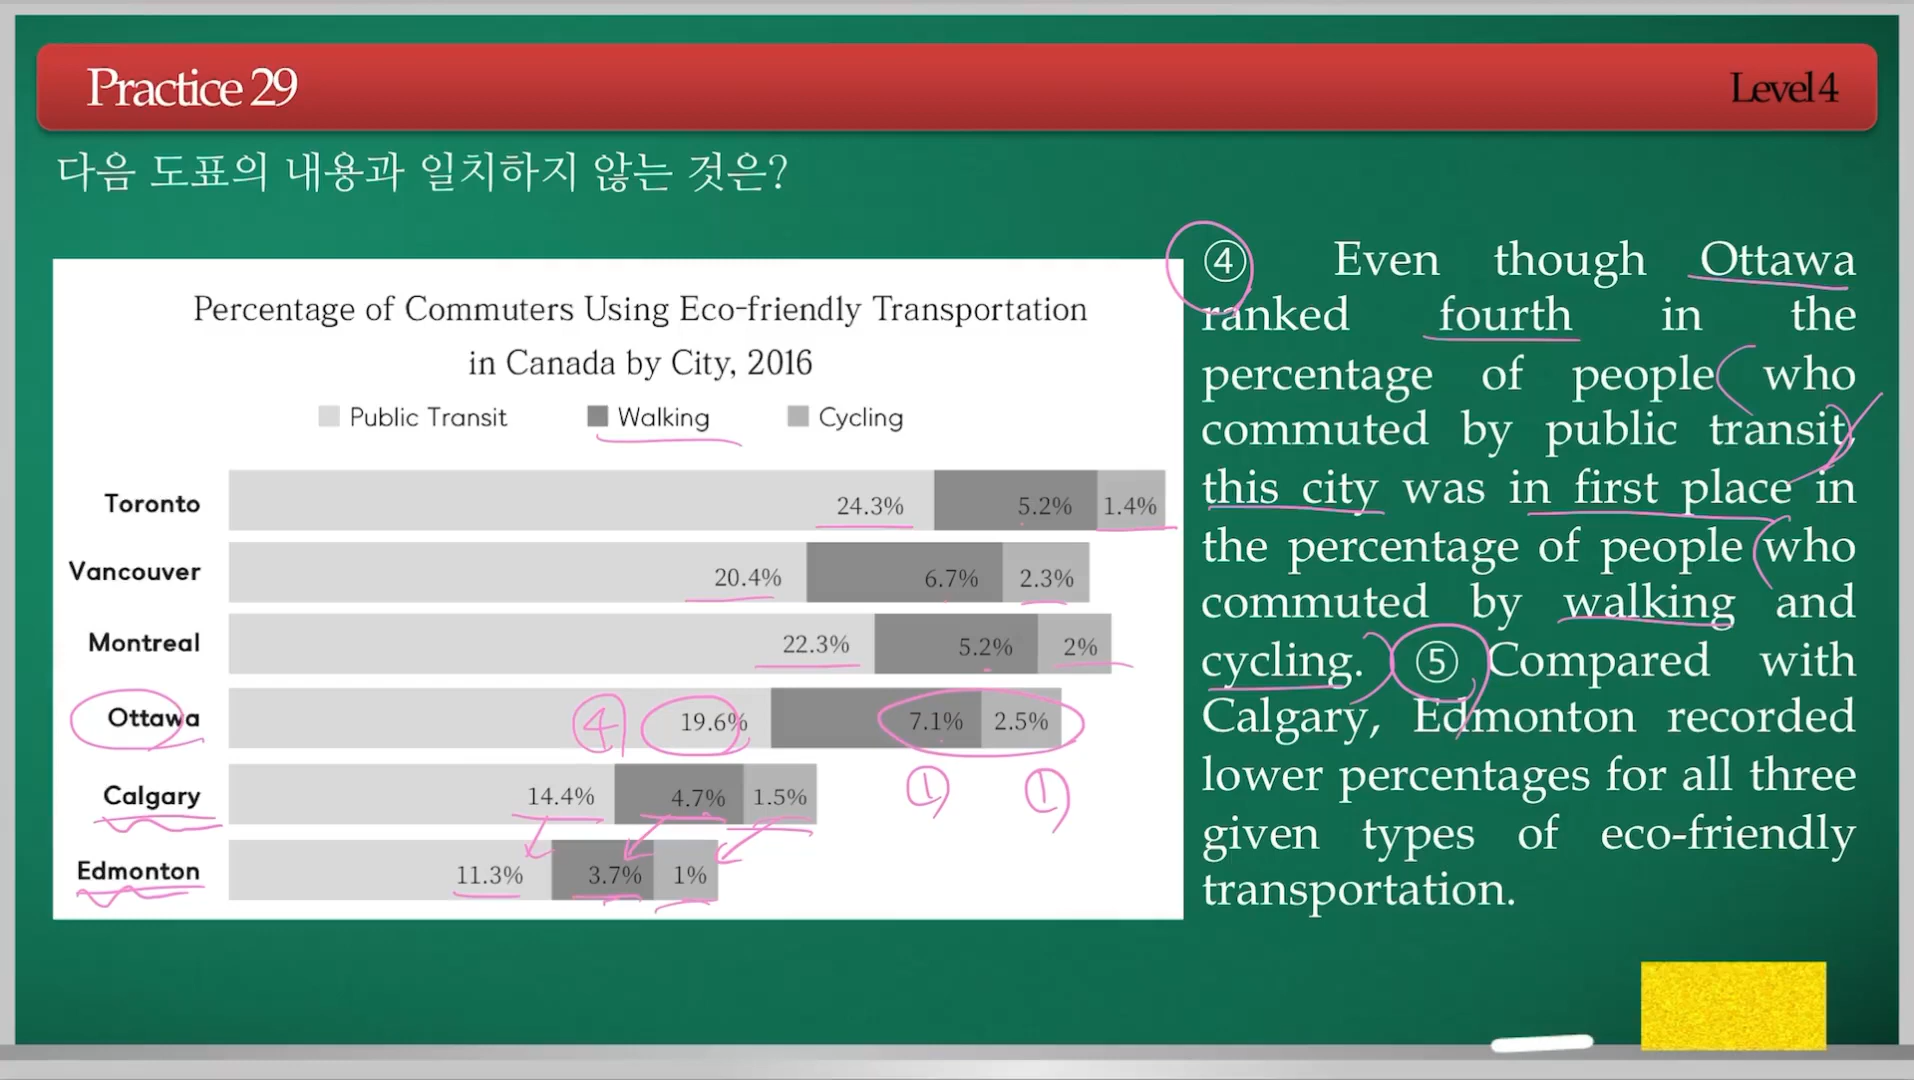 Practice 29
Level 4
다음 도표의 내용과 일치하지 않는 것은?
Percentage of Commuters Using Eco-friendly Transportation
in Canada by City, 2016
Public Transit Walking Cycling
Toronto 24.3% 5.2% 1.4%
Vancouver 20.4% 6.7% 2.3%
Montreal 22.3% 5.2% 2%
Ottawa ④ 19.6% 7.1% 2.5%
Calgary 14.4% 4.7% 1.5% ① ①
Edmonton 11.3% 3.7% 1%
④ Even though Ottawa
ranked fourth in the
percentage of people who
commuted by public transit,
this city was in first place in
the percentage of people who
commuted by walking and
cycling. ⑤ Compared with
Calgary, Edmonton recorded
lower percentages for all three
given types of eco-friendly
transportation.